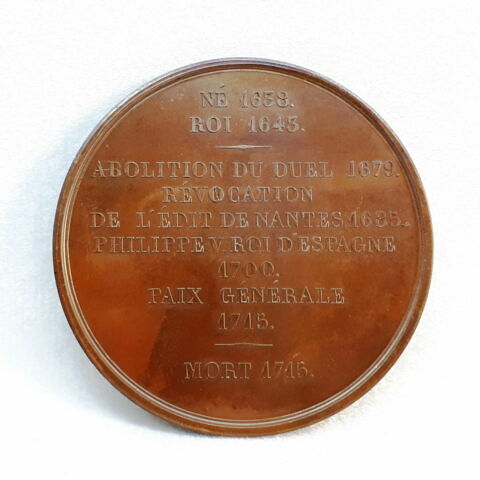 NÉ 1638.
ROI 1643.
ABOLITION DU DUEL 1679.
RÉVOCATION
DE L'ÉDIT DE NANTES 1685.
PHILIPPE V. ROI D'ESPAGNE
1700.
PAIX GÉNÉRALE
1715.
MORT 1715.